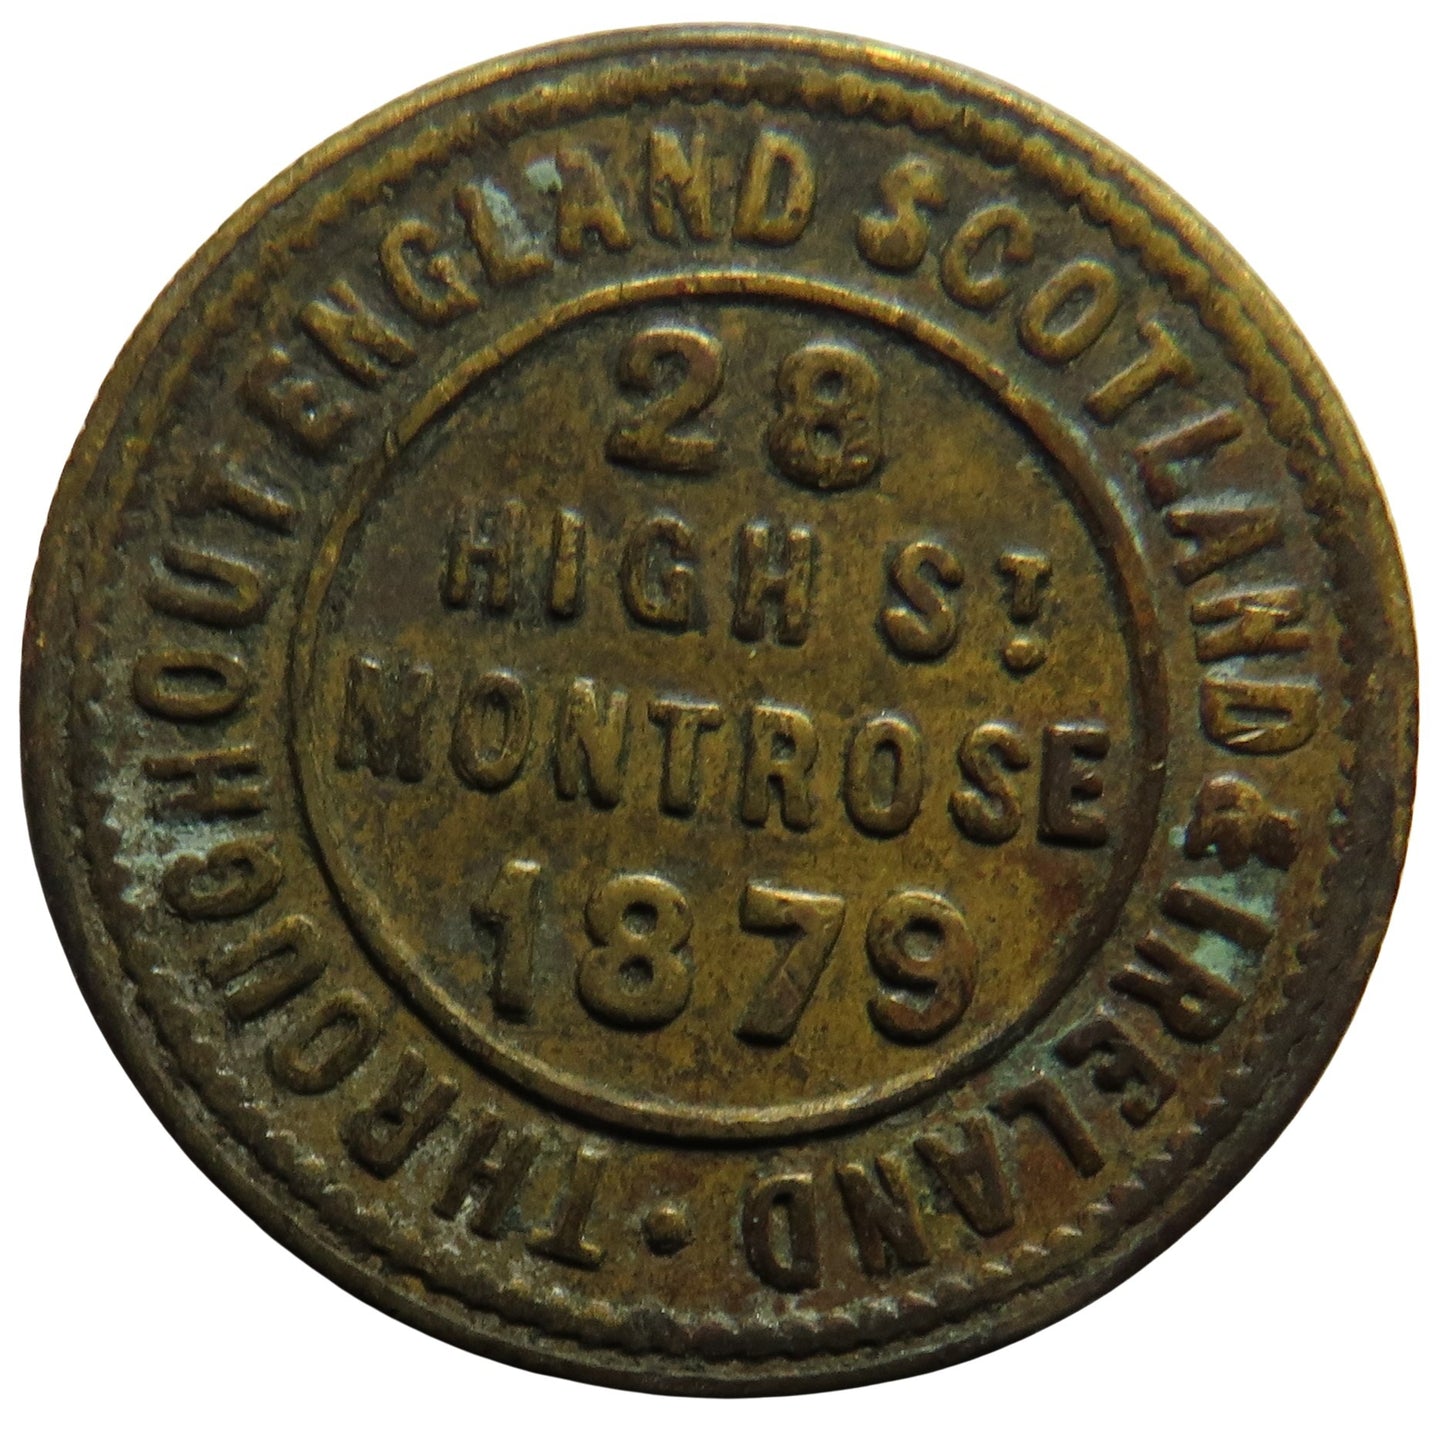 THROUGHOUT ENGLAND SCOTLAND & IRELAND •
28
HIGH ST.
MONTROSE
1879